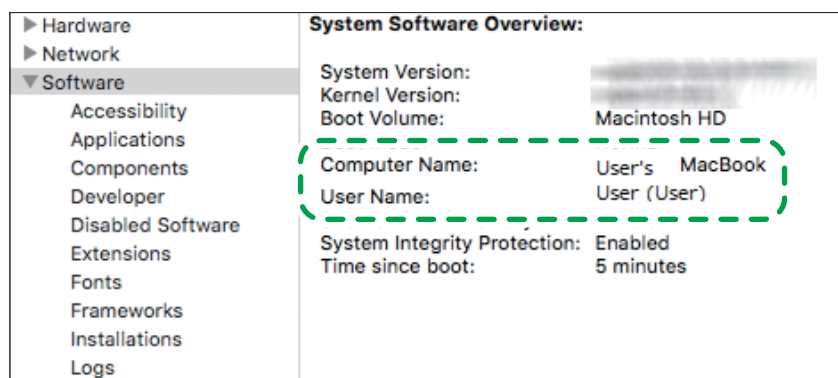 Hardware
Network
Software
Accessibility
Applications
Components
Developer
Disabled Software
Extensions
Fonts
Frameworks
Installations
Logs
System Software Overview:
System Version:
Kernel Version:
Boot Volume: Macintosh HD
Computer Name: User's MacBook
User Name: User (User)
System Integrity Protection: Enabled
Time since boot: 5 minutes